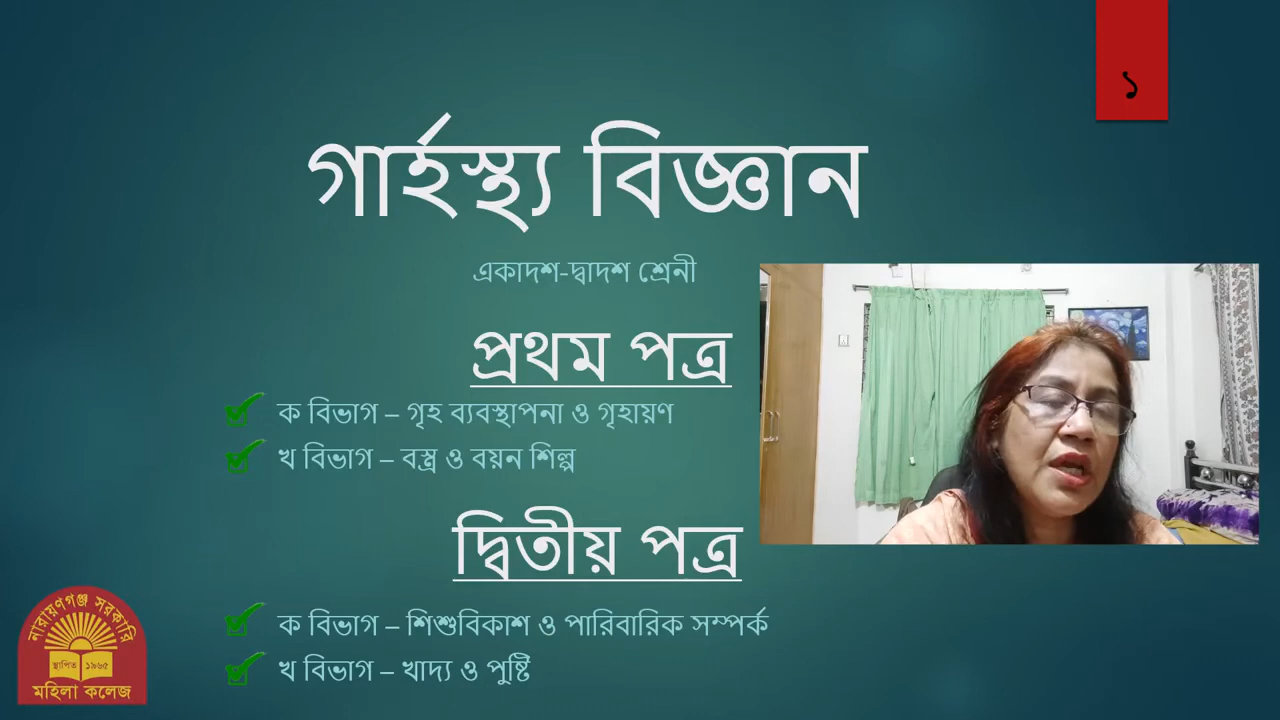 ১
গার্হস্থ্য বিজ্ঞান
একাদশ-দ্বাদশ শ্রেনী
প্রথম পত্র
ক বিভাগ – গৃহ ব্যবস্থাপনা ও গৃহায়ণ
খ বিভাগ – বস্ত্র ও বয়ন শিল্প
দ্বিতীয় পত্র
ক বিভাগ – শিশুবিকাশ ও পারিবারিক সম্পর্ক
খ বিভাগ – খাদ্য ও পুষ্টি
নারায়ণগঞ্জ সরকারি
স্থাপিত ১৯৬৫
মহিলা কলেজ